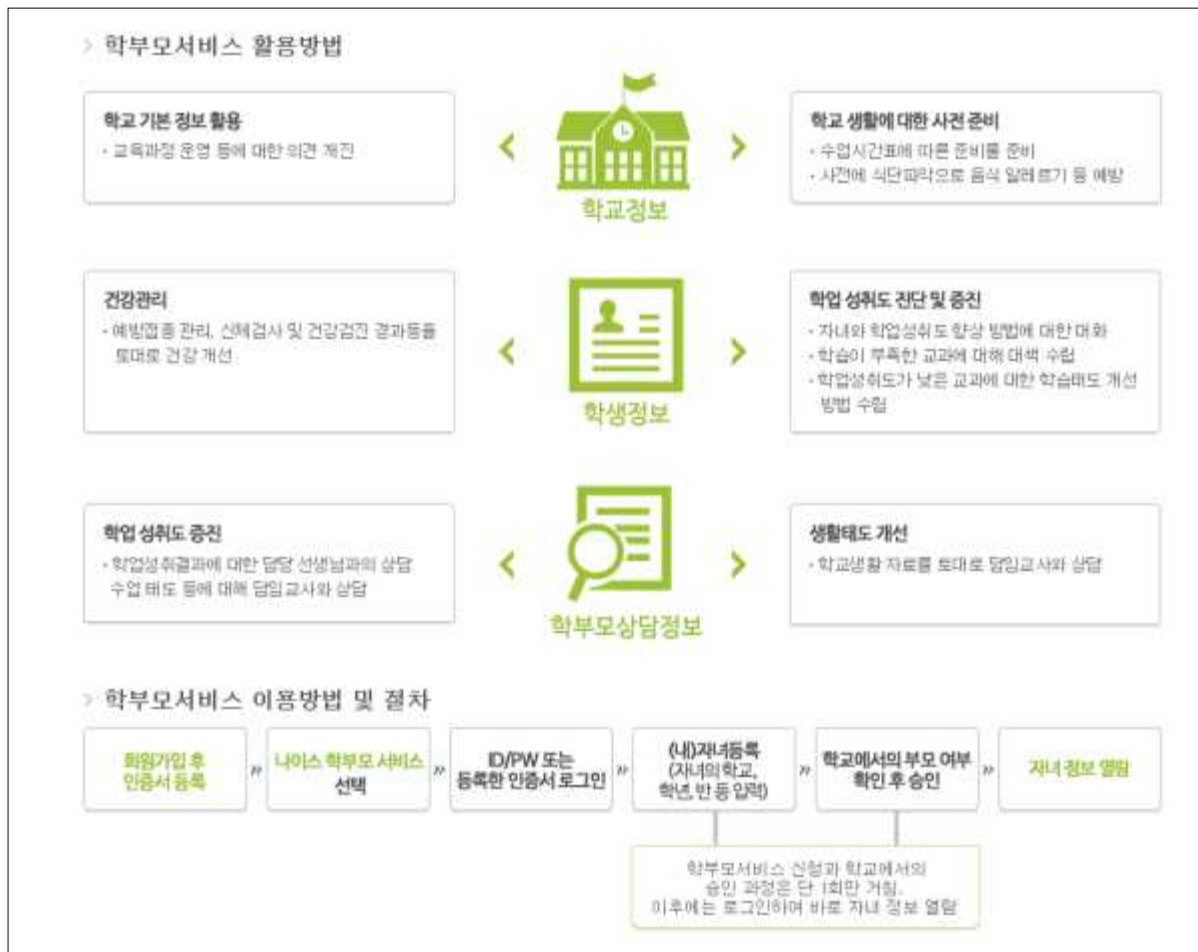 학부모서비스 활용방법
학교 기본 정보 활용
· 교육과정 운영 등에 대한 의견 개진
학교정보
학교 생활에 대한 사전 준비
· 수업시간표에 따른 준비물 준비
· 사전에 식단파악으로 음식 알레르기 등 예방
건강관리
· 예방접종 관리, 신체검사 및 건강검진 결과등을
토대로 건강 개선
학생정보
학업 성취도 진단 및 증진
· 자녀와 학업성취도 향상 방법에 대한 대화
· 학습이 부족한 교과에 대해 대책 수립
· 학업성취도가 낮은 교과에 대한 학습태도 개선
방법 수립
학업 성취도 증진
· 학업성취결과에 대한 담당 선생님과의 상담
수업 태도 등에 대해 담임교사와 상담
학부모상담정보
생활태도 개선
· 학교생활 자료를 토대로 담임교사와 상담
학부모서비스 이용방법 및 절차
회원가입 후
인증서 등록
나이스 학부모 서비스
선택
ID/PW 또는
등록한 인증서 로그인
(내)자녀등록
(자녀의 학교,
학년, 반 등 입력)
학교에서의 부모 여부
확인 후 승인
자녀 정보 열람
학부모서비스 신청과 학교에서의
승인 과정은 단 1회만 거침.
이후에는 로그인하여 바로 자녀 정보 열람